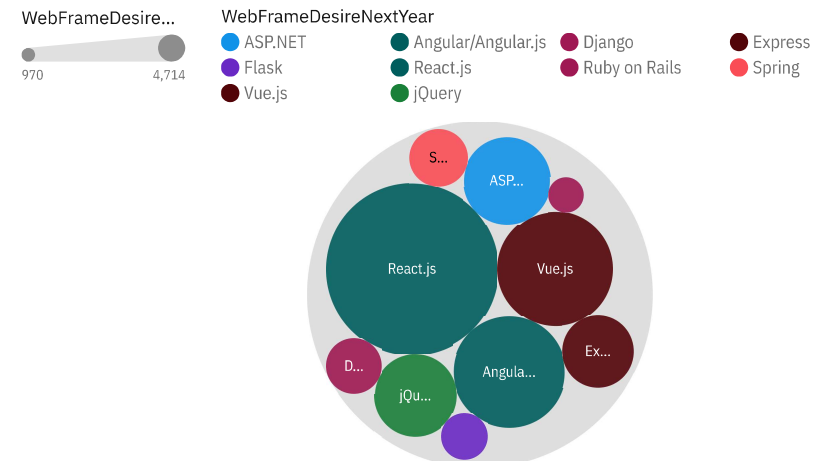 WebFrameDesire...
970 4,714
WebFrameDesireNextYear
ASP.NET Angular/Angular.js Django Express
Flask React.js Ruby on Rails Spring
Vue.js jQuery
S...
ASP...
React.js
Vue.js
Ex...
D...
Angula...
jQu...